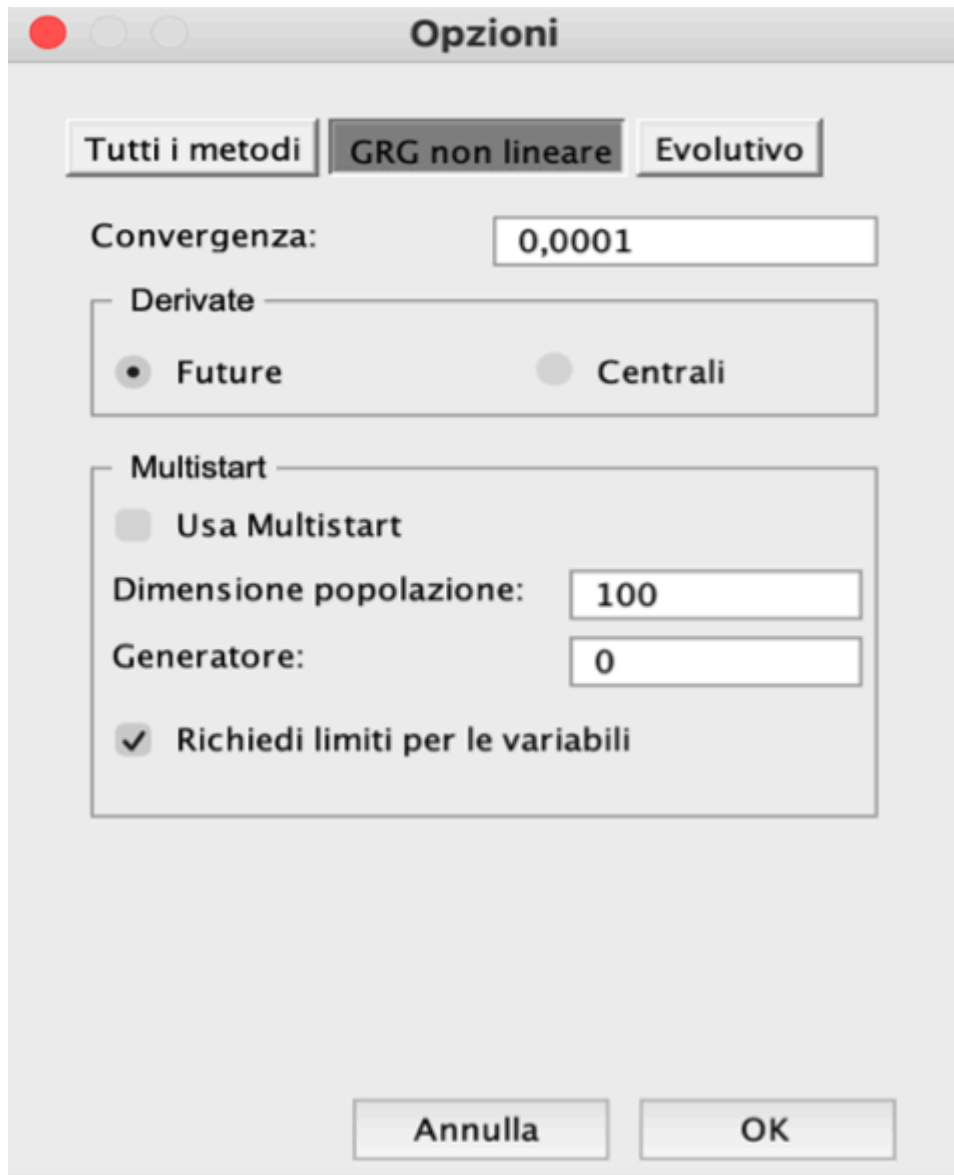 Opzioni
Tutti i metodi GRG non lineare Evolutivo
Convergenza: 0,0001
Derivate
Future Centrali
Multistart
Usa Multistart
Dimensione popolazione: 100
Generatore: 0
Richiedi limiti per le variabili
Annulla OK